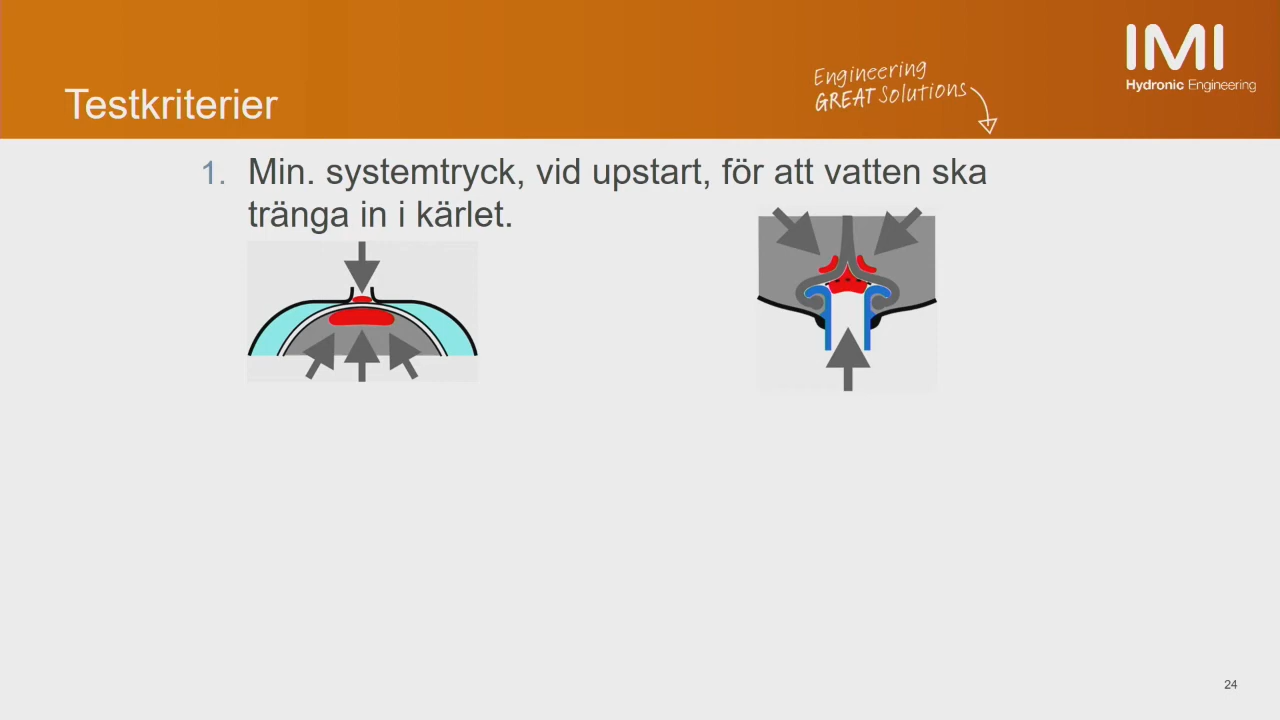 IMI
Hydronic Engineering
Engineering
GREAT Solutions
Testkriterier
1. Min. systemtryck, vid upstart, för att vatten ska
tränga in i kärlet.
24